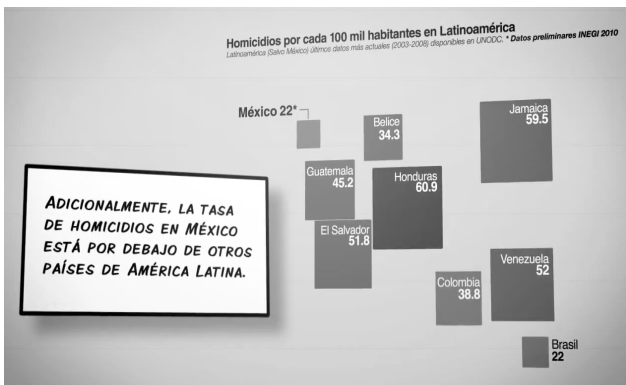 Homicidios por cada 100 mil habitantes en Latinoamérica
Latinoamérica (Salvo México) últimos datos más actuales (2003-2008) disponibles en UNODC. * Datos preliminares INEGI 2010
México 22*
Belice
34.3
Jamaica
59.5
Guatemala
45.2
Honduras
60.9
El Salvador
51.8
Colombia
38.8
Venezuela
52
Brasil
22
ADICIONALMENTE, LA TASA
DE HOMICIDIOS EN MÉXICO
ESTÁ POR DEBAJO DE OTROS
PAÍSES DE AMÉRICA LATINA.